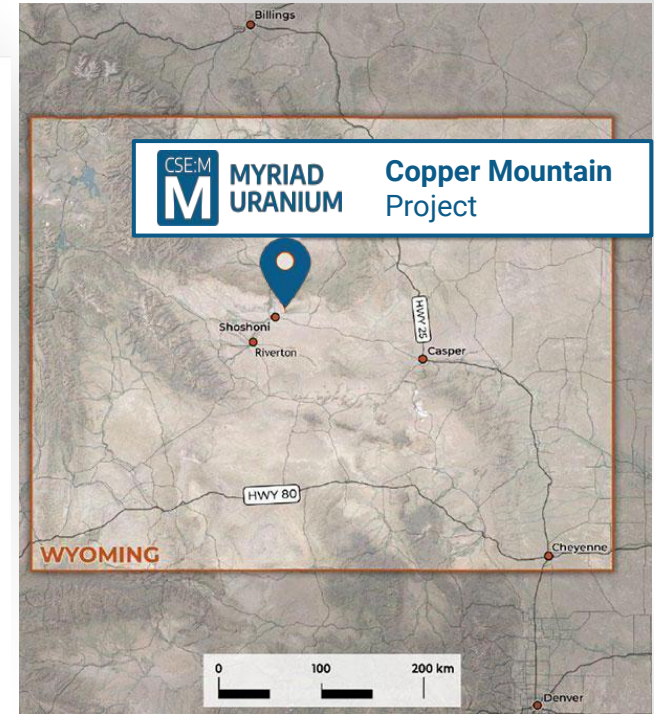 Billings
CSE:M
M
MYRIAD
URANIUM
Copper Mountain
Project
HWY 25
Shoshoni
Riverton
Casper
HWY 80
WYOMING
Cheyenne
0 100 200 km
Denver